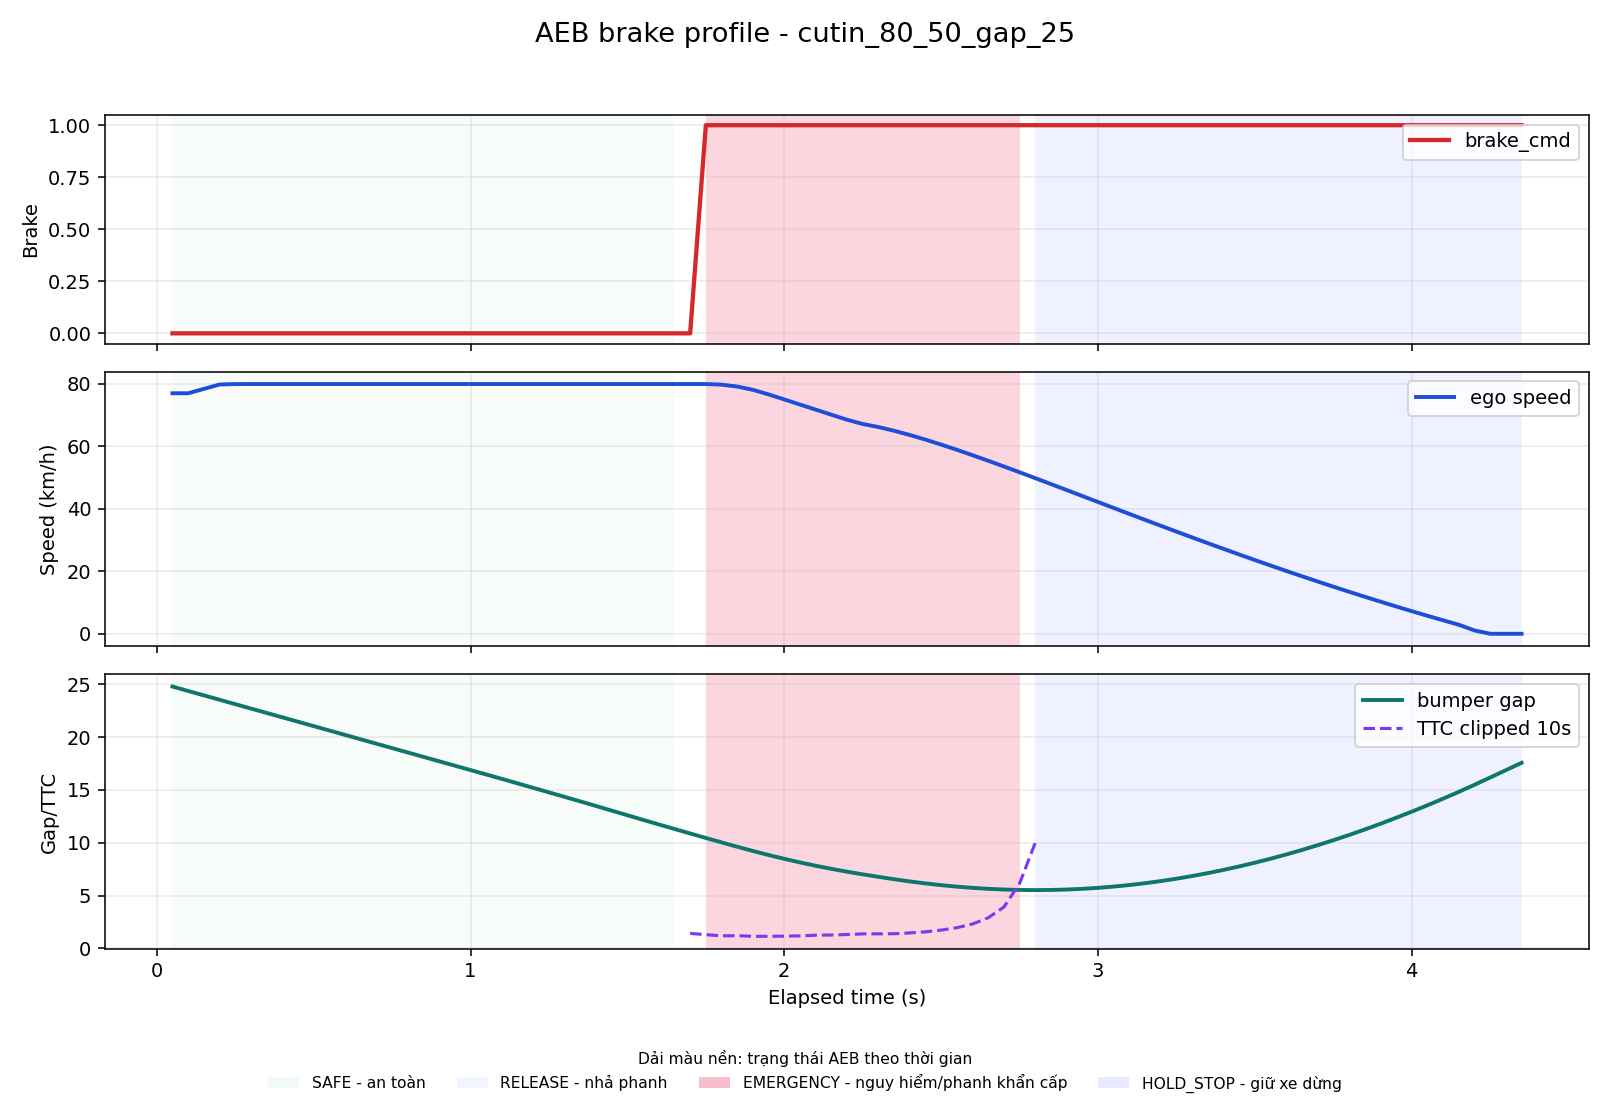 AEB brake profile - cutin_80_50_gap_25
Brake
1.00
0.75
0.50
0.25
0.00
brake_cmd
Speed (km/h)
80
60
40
20
0
ego speed
Gap/TTC
25
20
15
10
5
0
bumper gap
TTC clipped 10s
0 1 2 3 4
Elapsed time (s)
Dải màu nền: trạng thái AEB theo thời gian
SAFE - an toàn RELEASE - nhả phanh EMERGENCY - nguy hiểm/phanh khẩn cấp HOLD_STOP - giữ xe dừng